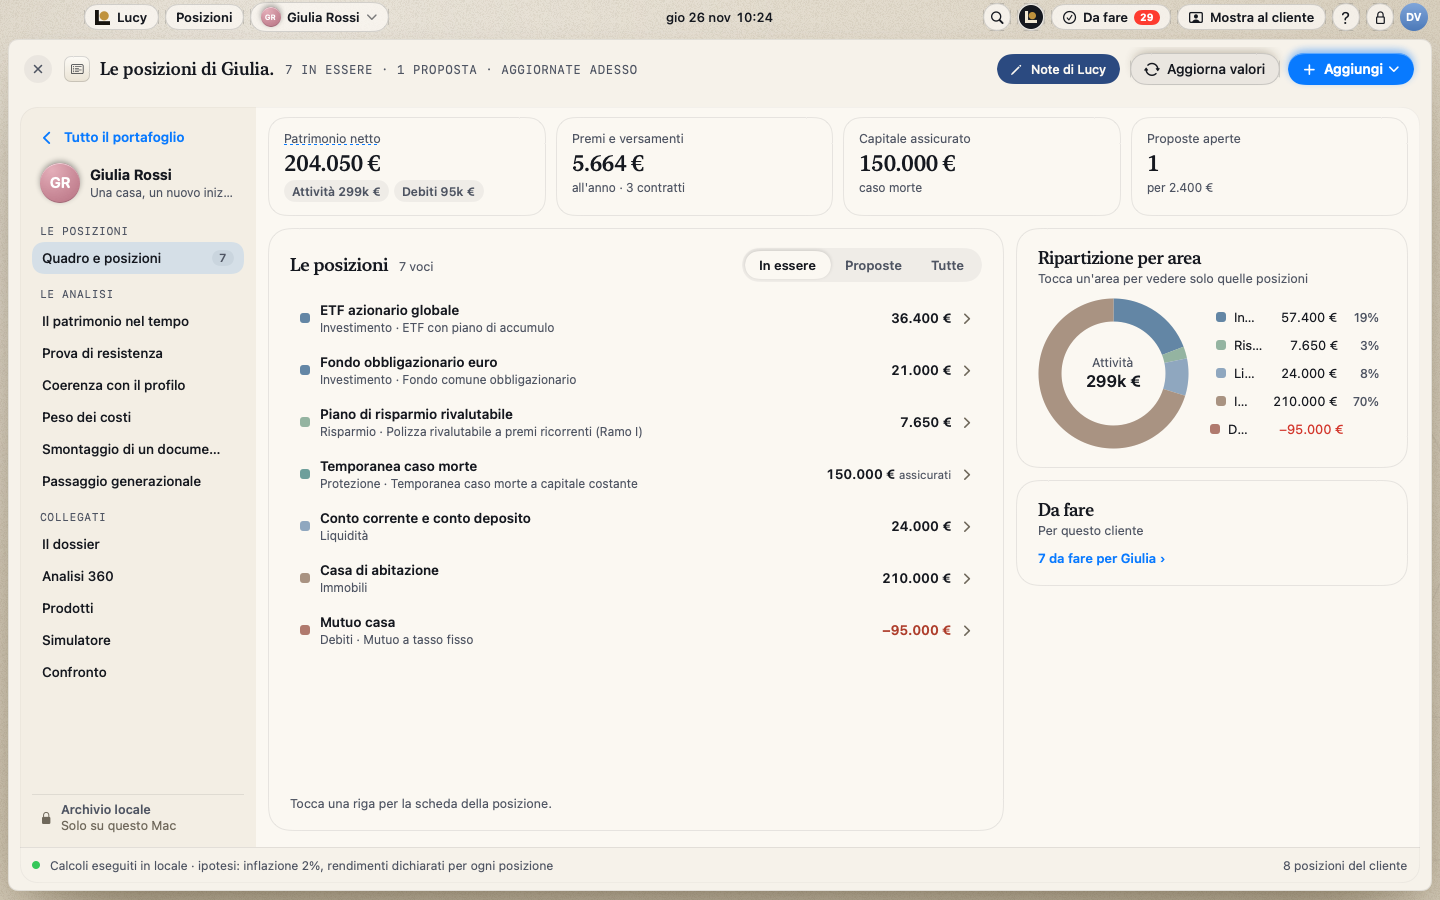 Lucy
Posizioni
GR Giulia Rossi
gio 26 nov 10:24
Da fare 29
Mostra al cliente
?
DV
Le posizioni di Giulia.
7 IN ESSERE · 1 PROPOSTA · AGGIORNATE ADESSO
Note di Lucy
Aggiorna valori
+ Aggiungi
Tutto il portafoglio
GR
Giulia Rossi
Una casa, un nuovo iniz...
LE POSIZIONI
Quadro e posizioni 7
LE ANALISI
Il patrimonio nel tempo
Prova di resistenza
Coerenza con il profilo
Peso dei costi
Smontaggio di un docume...
Passaggio generazionale
COLLEGATI
Il dossier
Analisi 360
Prodotti
Simulatore
Confronto
Archivio locale
Solo su questo Mac
Patrimonio netto
204.050 €
Attività 299k € Debiti 95k €
Premi e versamenti
5.664 €
all'anno · 3 contratti
Capitale assicurato
150.000 €
caso morte
Proposte aperte
1
per 2.400 €
Le posizioni 7 voci
In essere Proposte Tutte
ETF azionario globale
Investimento · ETF con piano di accumulo
36.400 €
Fondo obbligazionario euro
Investimento · Fondo comune obbligazionario
21.000 €
Piano di risparmio rivalutabile
Risparmio · Polizza rivalutabile a premi ricorrenti (Ramo I)
7.650 €
Temporanea caso morte
Protezione · Temporanea caso morte a capitale costante
150.000 € assicurati
Conto corrente e conto deposito
Liquidità
24.000 €
Casa di abitazione
Immobili
210.000 €
Mutuo casa
Debiti · Mutuo a tasso fisso
−95.000 €
Tocca una riga per la scheda della posizione.
Ripartizione per area
Tocca un'area per vedere solo quelle posizioni
Attività
299k €
In... 57.400 € 19%
Ris... 7.650 € 3%
Li... 24.000 € 8%
I... 210.000 € 70%
D... −95.000 €
Da fare
Per questo cliente
7 da fare per Giulia ›
Calcoli eseguiti in locale · ipotesi: inflazione 2%, rendimenti dichiarati per ogni posizione
8 posizioni del cliente